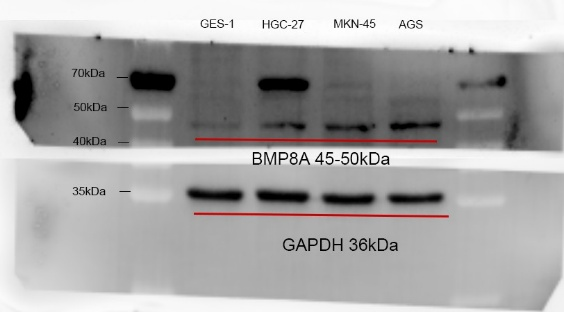 GES-1 HGC-27 MKN-45 AGS
70kDa
50kDa
40kDa
BMP8A 45-50kDa
35kDa
GAPDH 36kDa